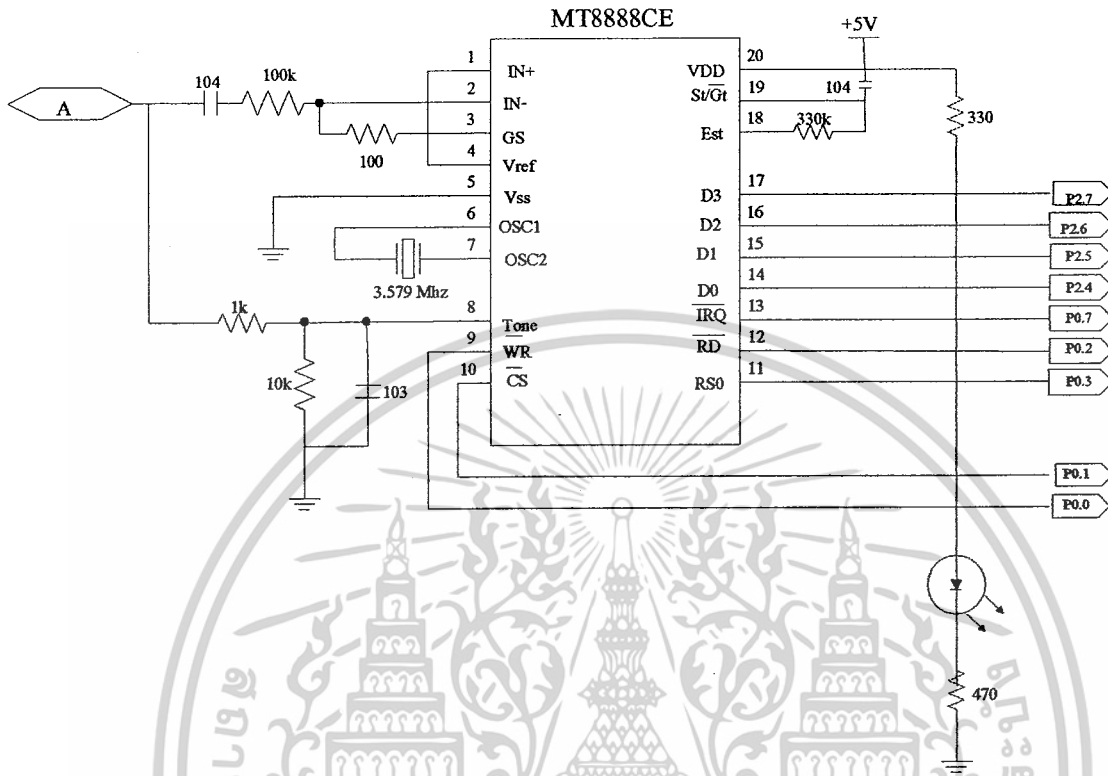 MT8888CE
+5V
A
104
100k
100
1
2
3
4
5
6
7
8
9
10
IN+
IN-
GS
Vref
Vss
OSC1
OSC2
Tone
WR
CS
3.579 Mhz
1k
10k
103
VDD
St/Gt
Est
D3
D2
D1
D0
IRQ
RD
RS0
20
19
18
17
16
15
14
13
12
11
104
330k
330
P2.7
P2.6
P2.5
P2.4
P0.7
P0.2
P0.3
P0.1
P0.0
470